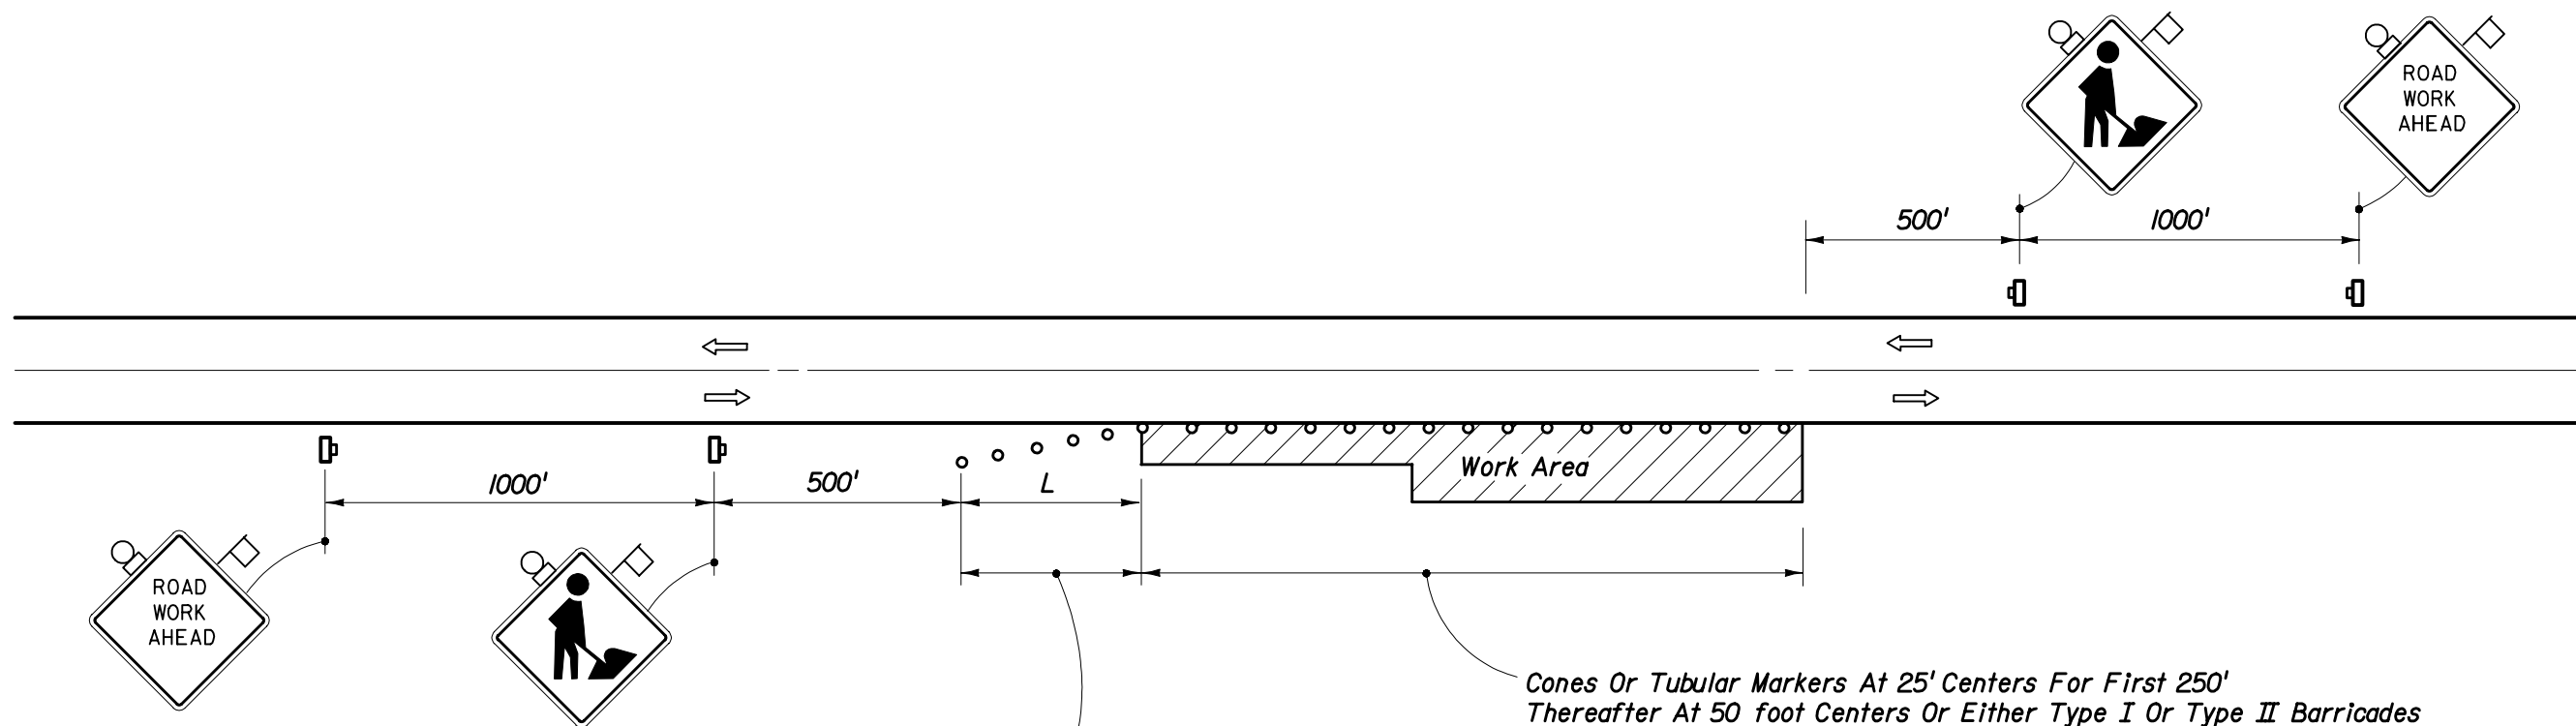 ROAD
WORK
AHEAD
500'
1000'
1000'
500'
L
Work Area
ROAD
WORK
AHEAD
Cones Or Tubular Markers At 25' Centers For First 250'
Thereafter At 50 foot Centers Or Either Type I Or Type II Barricades